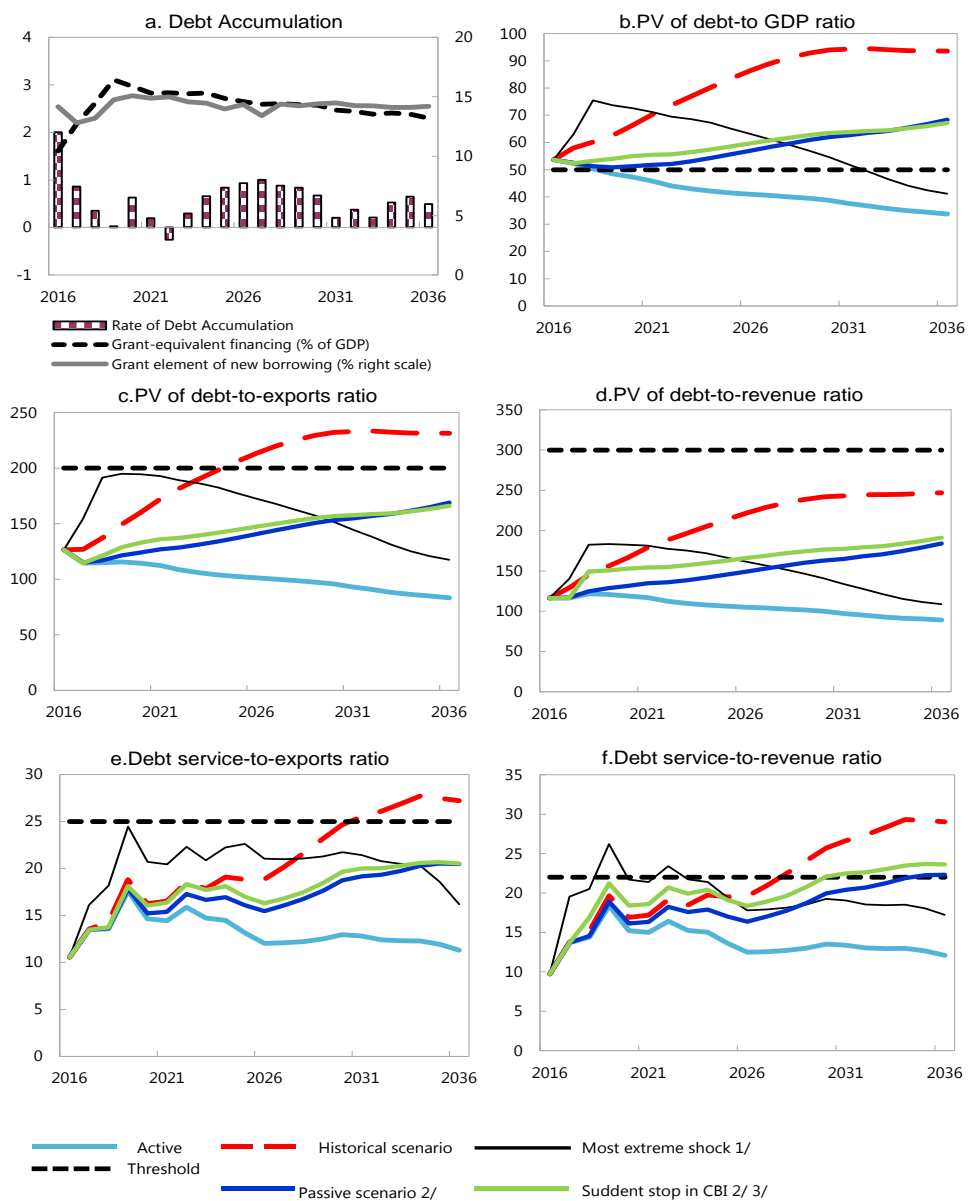 a. Debt Accumulation
4
3
2
1
0
-1
20
15
10
5
0
2016 2021 2026 2031 2036
Rate of Debt Accumulation
Grant-equivalent financing (% of GDP)
Grant element of new borrowing (% right scale)
b.PV of debt-to GDP ratio
100
90
80
70
60
50
40
30
20
10
0
2016 2021 2026 2031 2036
c.PV of debt-to-exports ratio
250
200
150
100
50
0
2016 2021 2026 2031 2036
d.PV of debt-to-revenue ratio
350
300
250
200
150
100
50
0
2016 2021 2026 2031 2036
e.Debt service-to-exports ratio
30
25
20
15
10
5
0
2016 2021 2026 2031 2036
f.Debt service-to-revenue ratio
35
30
25
20
15
10
5
0
2016 2021 2026 2031 2036
Active
Historical scenario
Most extreme shock 1/
Threshold
Passive scenario 2/
Suddent stop in CBI 2/ 3/